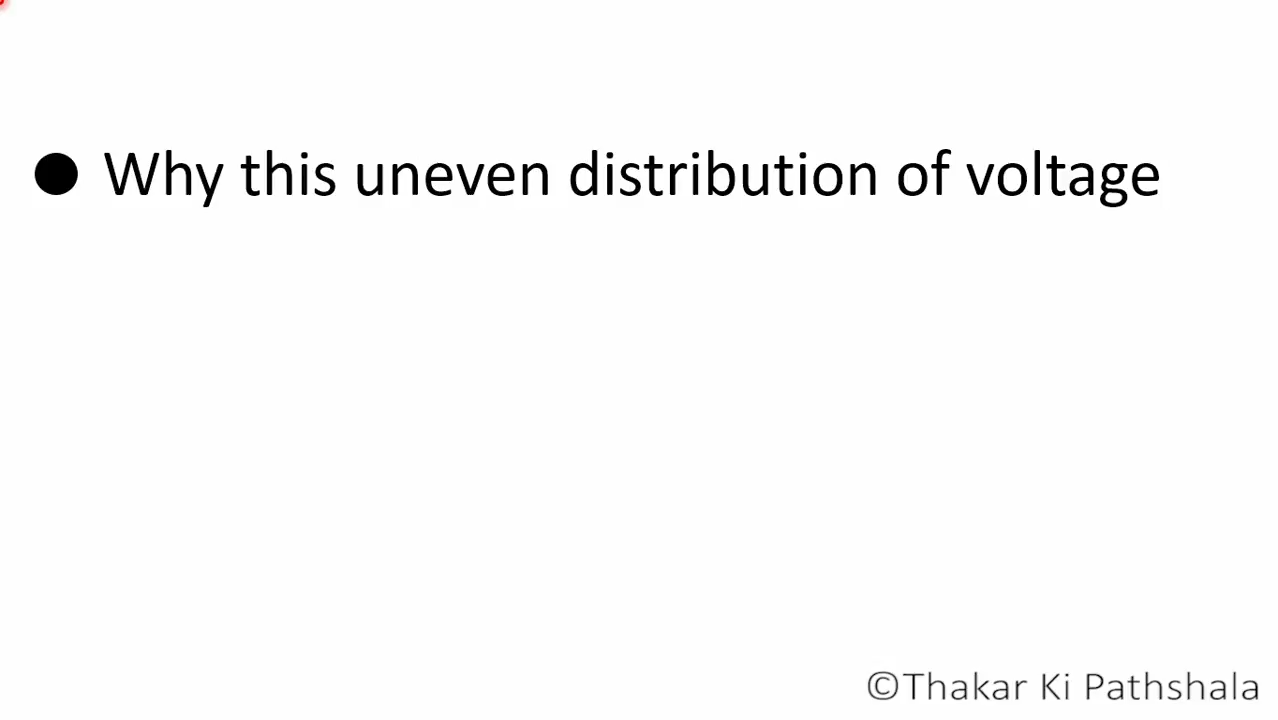 ● Why this uneven distribution of voltage
©Thakar Ki Pathshala